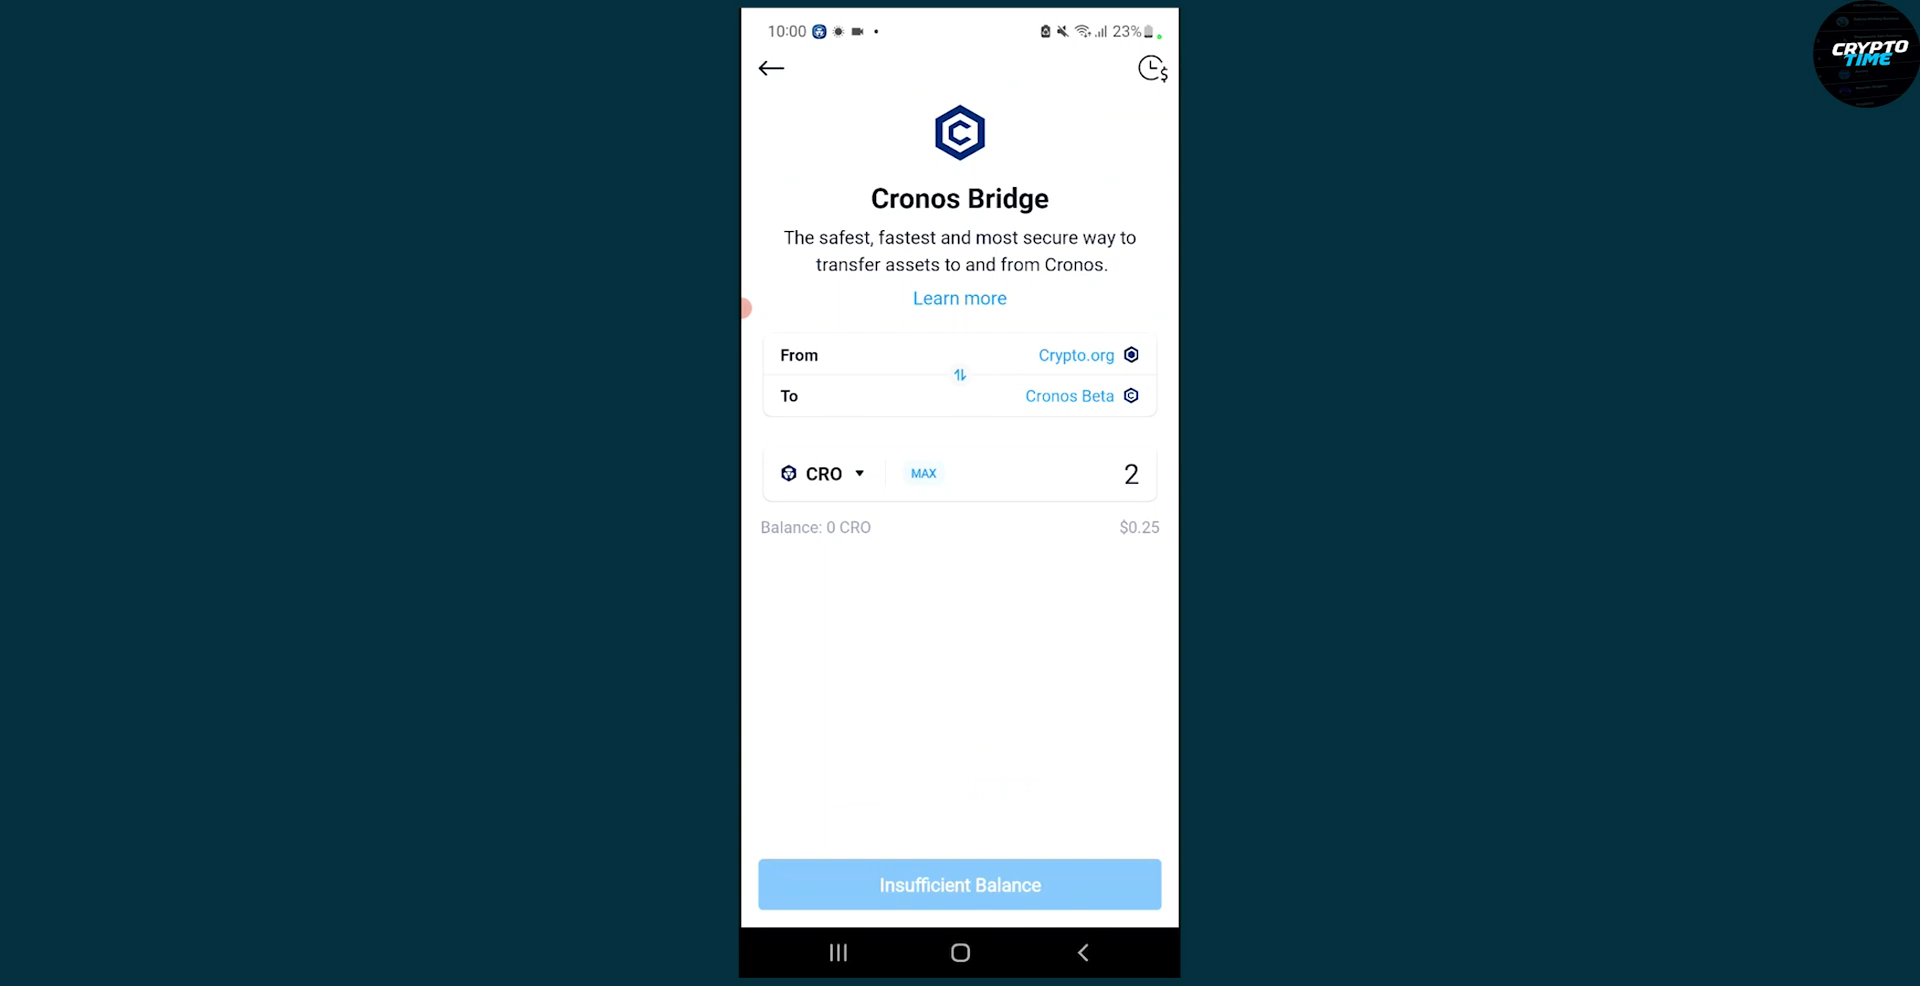 10:00
23%
CRYPTO
TIME
Cronos Bridge
The safest, fastest and most secure way to
transfer assets to and from Cronos.
Learn more
From Crypto.org
To Cronos Beta
CRO MAX 2
Balance: 0 CRO $0.25
Insufficient Balance